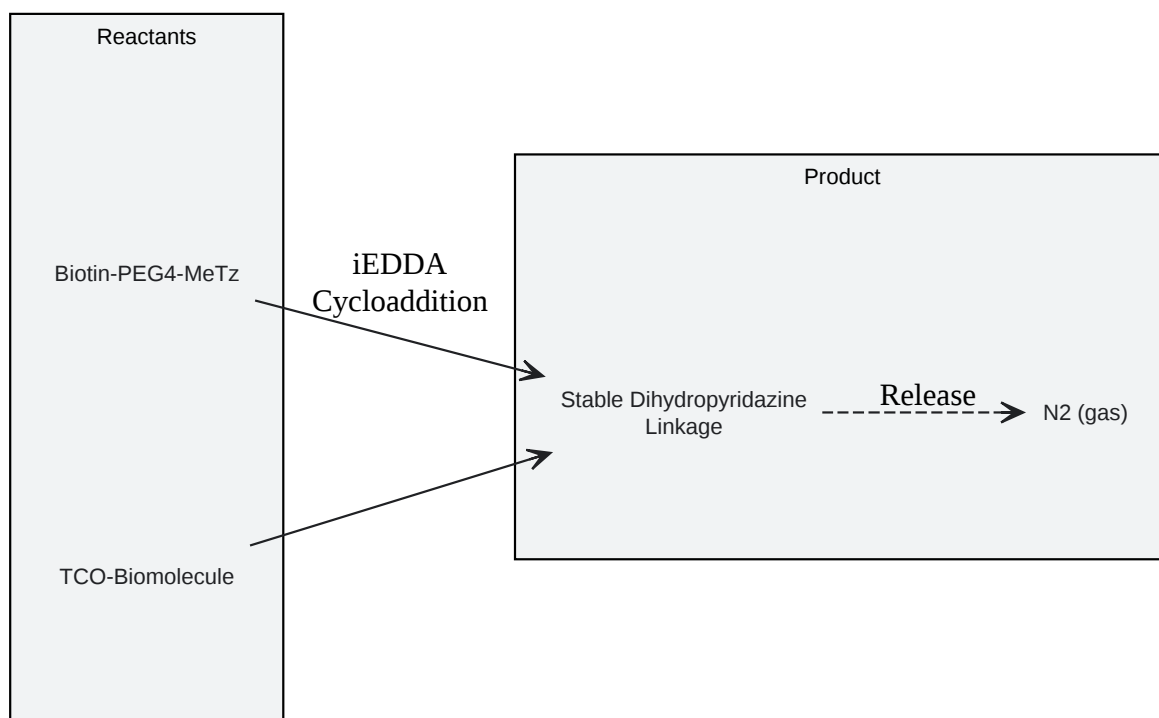 Reactants
Product
Biotin-PEG4-MeTz
iEDDA
Cycloaddition
Stable Dihydropyridazine
Linkage
Release
N2 (gas)
TCO-Biomolecule